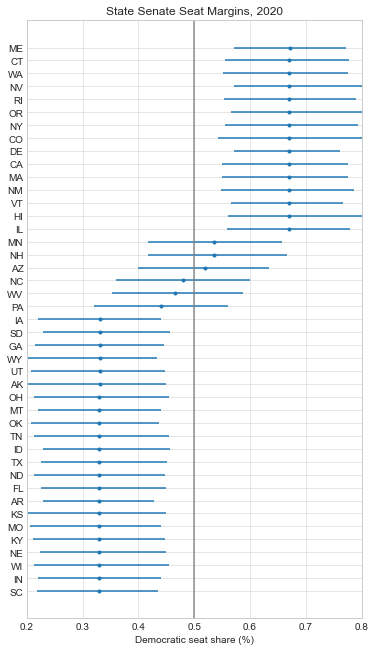 State Senate Seat Margins, 2020
ME
CT
WA
NV
RI
OR
NY
CO
DE
CA
MA
NM
VT
HI
IL
MN
NH
AZ
NC
WV
PA
IA
SD
GA
WY
UT
AK
OH
MT
OK
TN
ID
TX
ND
FL
AR
KS
MO
KY
NE
WI
IN
SC
0.2 0.3 0.4 0.5 0.6 0.7 0.8
Democratic seat share (%)